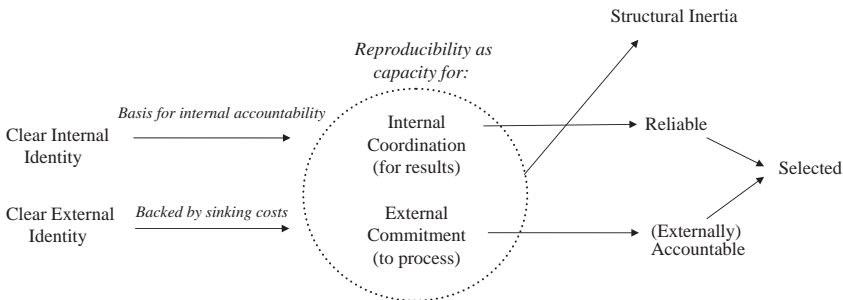 Structural Inertia
Reproducibility as
capacity for:
Basis for internal accountability
Clear Internal
Identity
Internal
Coordination
(for results)
Reliable
Selected
Clear External
Identity
Backed by sinking costs
External
Commitment
(to process)
(Externally)
Accountable